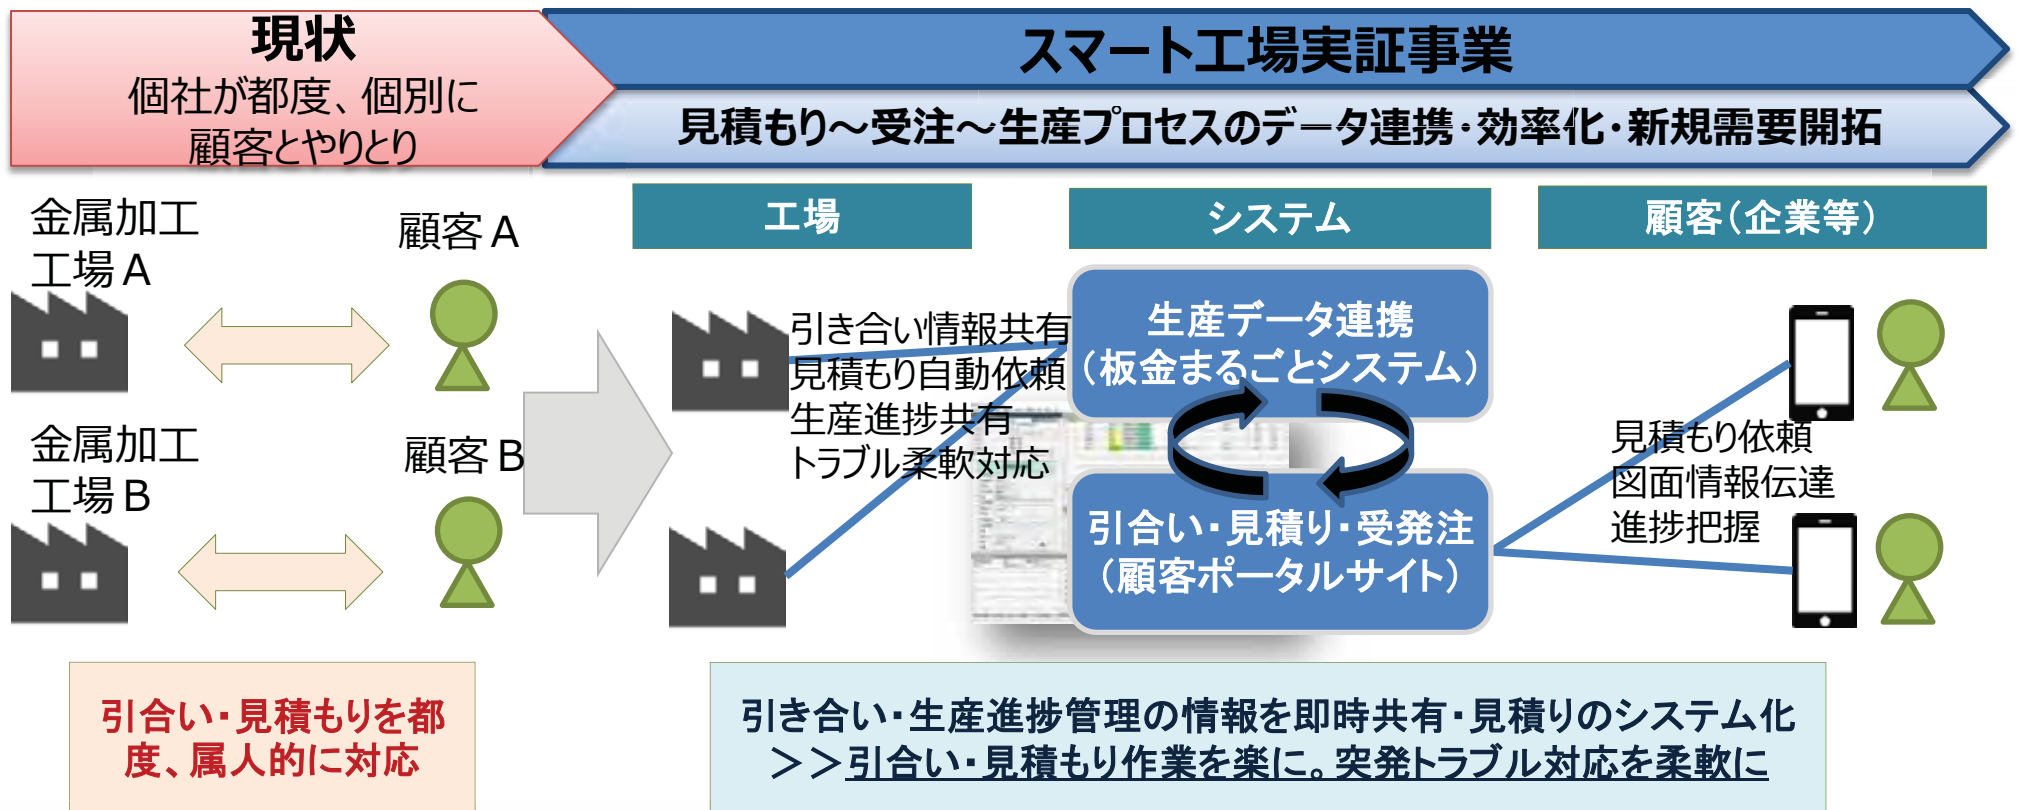 現状
個社が都度、個別に
顧客とやりとり
スマート工場実証事業
見積もり～受注～生産プロセスのデータ連携・効率化・新規需要開拓
金属加工
工場A
顧客A
金属加工
工場B
顧客B
引合い・見積もりを都
度、属人的に対応
工場
システム
顧客（企業等）
引き合い情報共有
見積もり自動依頼
生産進捗共有
トラブル柔軟対応
生産データ連携
（板金まるごとシステム）
引合い・見積り・受発注
（顧客ポータルサイト）
見積もり依頼
図面情報伝達
進捗把握
引き合い・生産進捗管理の情報を即時共有・見積りのシステム化
＞＞引合い・見積もり作業を楽に。突発トラブル対応を柔軟に